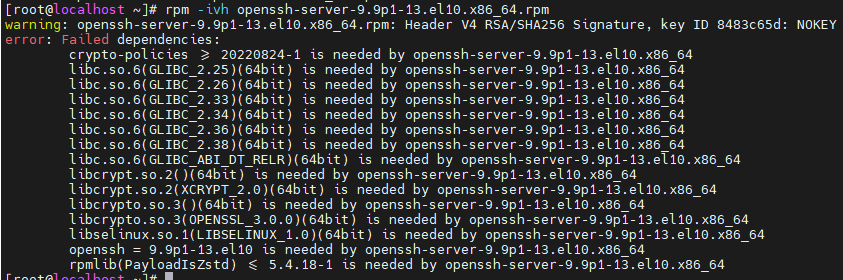 [root@localhost ~]# rpm -ivh openssh-server-9.9p1-13.el10.x86_64.rpm
warning: openssh-server-9.9p1-13.el10.x86_64.rpm: Header V4 RSA/SHA256 Signature, key ID 8483c65d: NOKEY
error: Failed dependencies:
crypto-policies ⩾ 20220824-1 is needed by openssh-server-9.9p1-13.el10.x86_64
libc.so.6(GLIBC_2.25)(64bit) is needed by openssh-server-9.9p1-13.el10.x86_64
libc.so.6(GLIBC_2.26)(64bit) is needed by openssh-server-9.9p1-13.el10.x86_64
libc.so.6(GLIBC_2.33)(64bit) is needed by openssh-server-9.9p1-13.el10.x86_64
libc.so.6(GLIBC_2.34)(64bit) is needed by openssh-server-9.9p1-13.el10.x86_64
libc.so.6(GLIBC_2.36)(64bit) is needed by openssh-server-9.9p1-13.el10.x86_64
libc.so.6(GLIBC_2.38)(64bit) is needed by openssh-server-9.9p1-13.el10.x86_64
libc.so.6(GLIBC_ABI_DT_RELR)(64bit) is needed by openssh-server-9.9p1-13.el10.x86_64
libcrypt.so.2()(64bit) is needed by openssh-server-9.9p1-13.el10.x86_64
libcrypt.so.2(XCRYPT_2.0)(64bit) is needed by openssh-server-9.9p1-13.el10.x86_64
libcrypto.so.3()(64bit) is needed by openssh-server-9.9p1-13.el10.x86_64
libcrypto.so.3(OPENSSL_3.0.0)(64bit) is needed by openssh-server-9.9p1-13.el10.x86_64
libselinux.so.1(LIBSELINUX_1.0)(64bit) is needed by openssh-server-9.9p1-13.el10.x86_64
openssh = 9.9p1-13.el10 is needed by openssh-server-9.9p1-13.el10.x86_64
rpmlib(PayloadIsZstd) ⩽ 5.4.18-1 is needed by openssh-server-9.9p1-13.el10.x86_64
[root@localhost ~]#